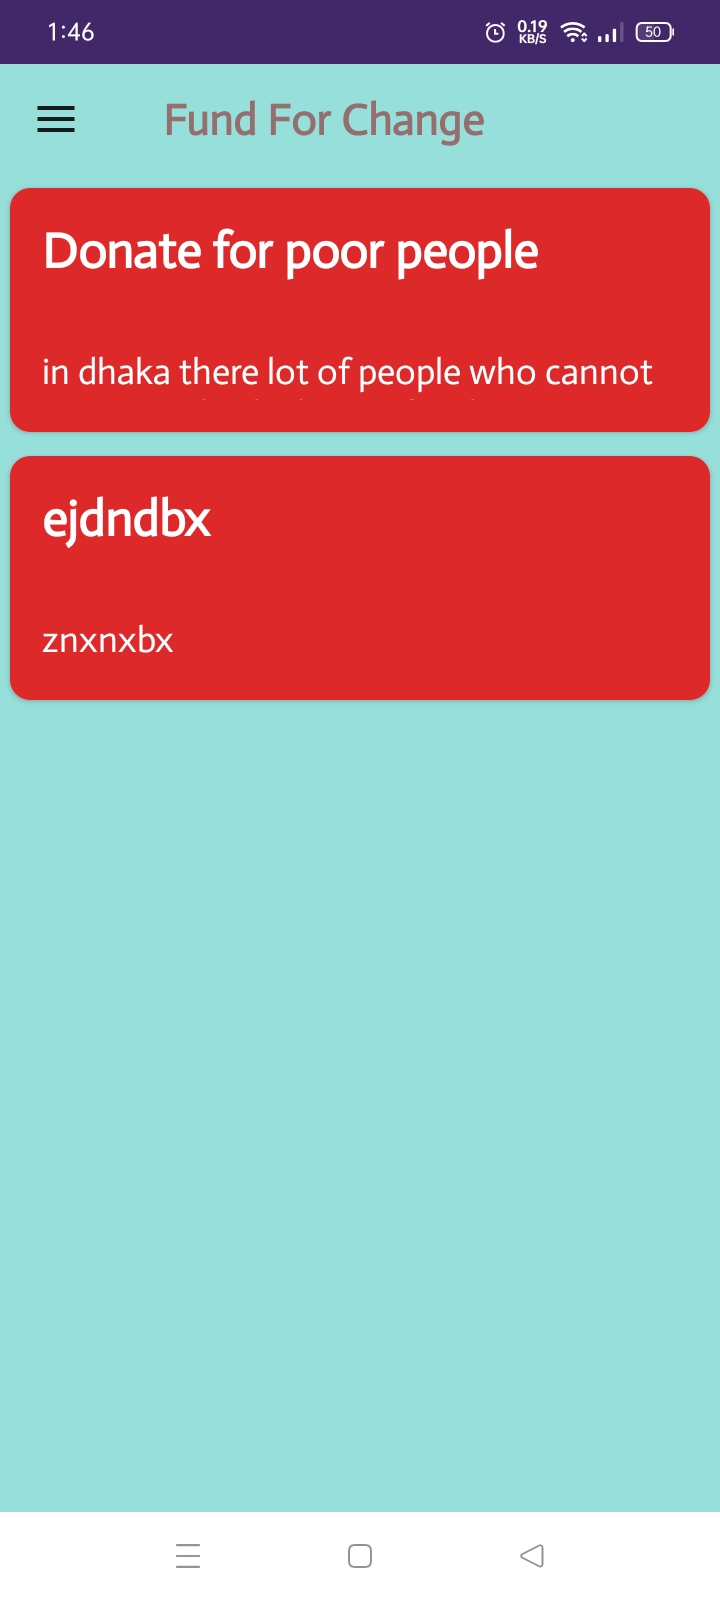 1:46
0.19
KB/S
50
Fund For Change
Donate for poor people
in dhaka there lot of people who cannot
ejdndbx
znxnxbx